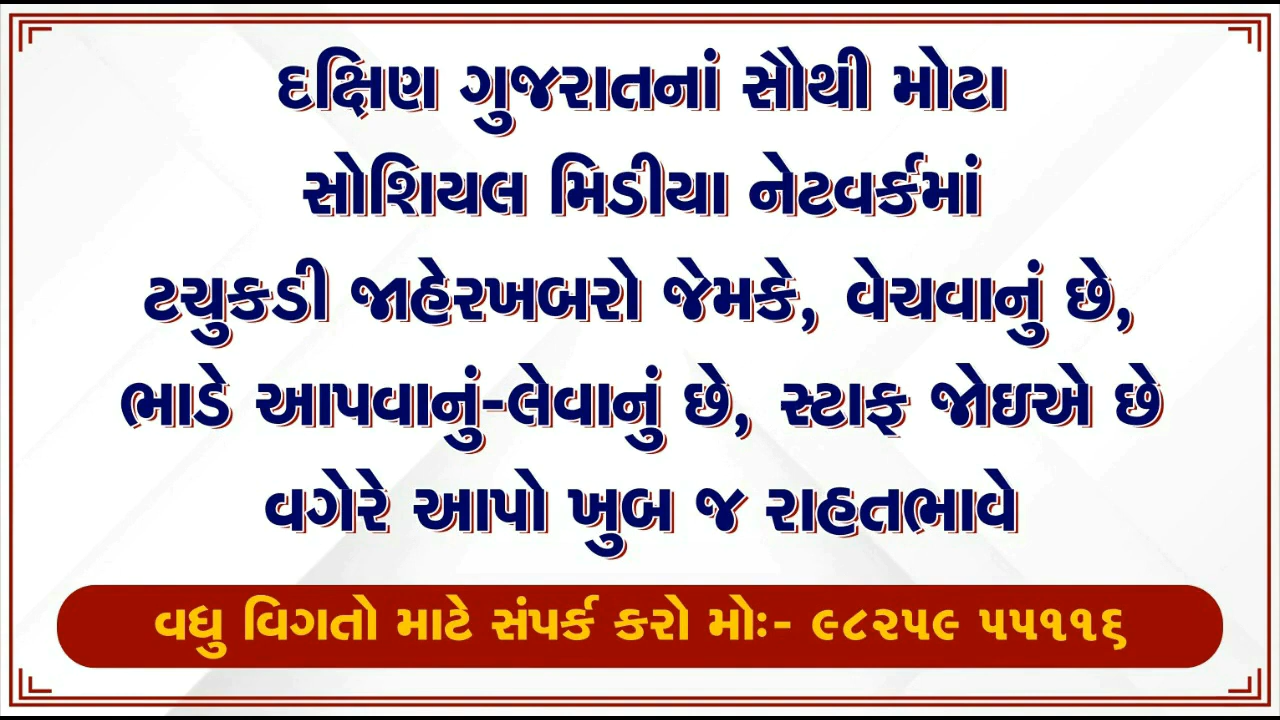 દક્ષિણ ગુજરાતનાં સૌથી મોટા
સોશિયલ મિડીયા નેટવર્કમાં
ટચુકડી જાહેરખબરો જેમકે, વેચવાનું છે,
ભાડે આપવાનું-લેવાનું છે, સ્ટાફ જોઇએ છે
વગેરે આપો ખુબ જ રાહતભાવે
વધુ વિગતો માટે સંપર્ક કરો મોઃ- ૯૮૨૫૯ ૫૫૧૧૬